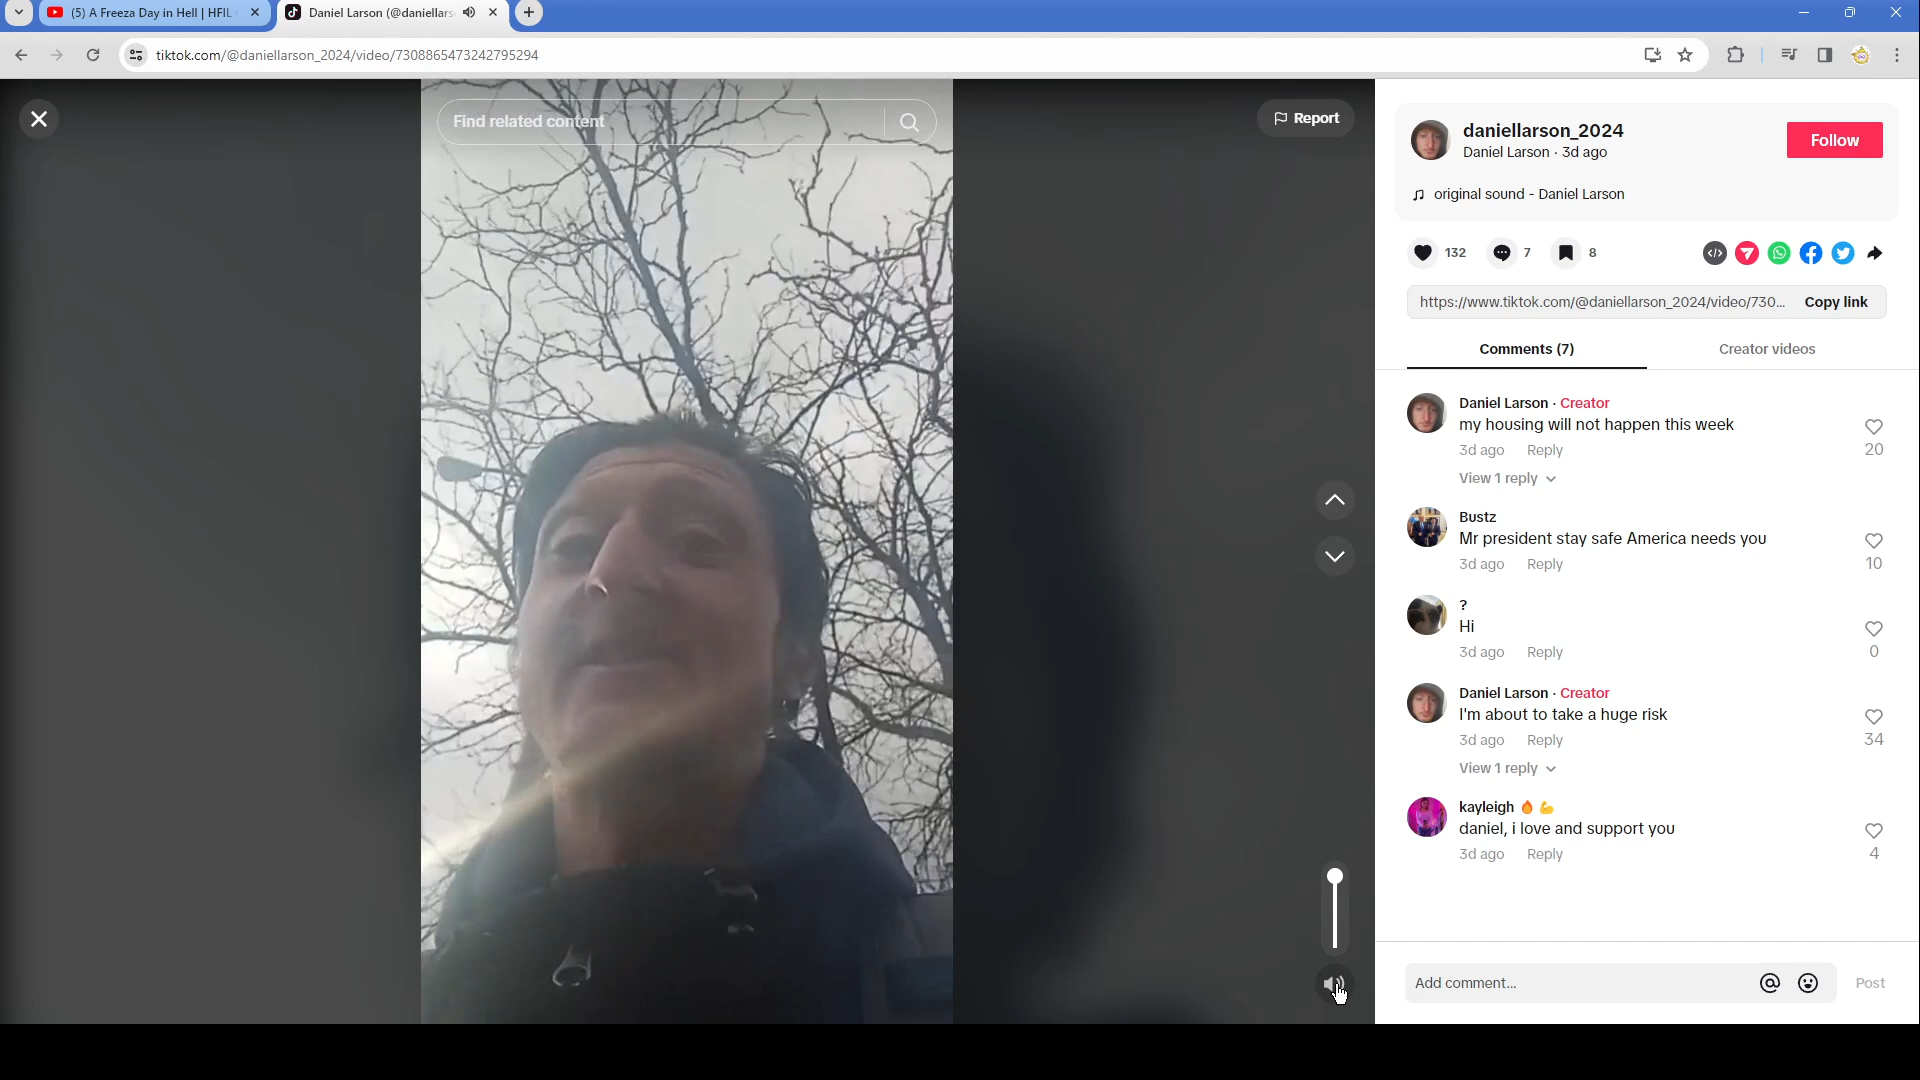 (5) A Freeza Day in Hell | HFIL
Daniel Larson (@daniellars
tiktok.com/@daniellarson_2024/video/7308865473242795294
Find related content
Report
daniellarson_2024
Daniel Larson · 3d ago
Follow
original sound - Daniel Larson
132
7
8
https://www.tiktok.com/@daniellarson_2024/video/730...
Copy link
Comments (7)
Creator videos
Daniel Larson · Creator
my housing will not happen this week
3d ago Reply
20
View 1 reply
Bustz
Mr president stay safe America needs you
3d ago Reply
10
?
Hi
3d ago Reply
0
Daniel Larson · Creator
I'm about to take a huge risk
3d ago Reply
34
View 1 reply
kayleigh 🔥 💪
daniel, i love and support you
3d ago Reply
4
Add comment...
Post